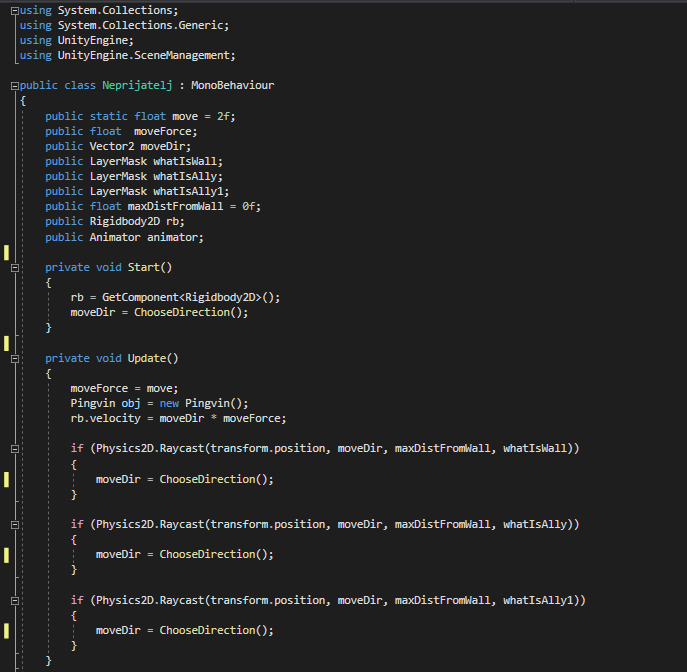 using System.Collections;
using System.Collections.Generic;
using UnityEngine;
using UnityEngine.SceneManagement;
public class Neprijatelj : MonoBehaviour
{
public static float move = 2f;
public float  moveForce;
public Vector2 moveDir;
public LayerMask whatIsWall;
public LayerMask whatIsAlly;
public LayerMask whatIsAlly1;
public float maxDistFromWall = 0f;
public Rigidbody2D rb;
public Animator animator;
private void Start()
{
rb = GetComponent<Rigidbody2D>();
moveDir = ChooseDirection();
}
private void Update()
{
moveForce = move;
Pingvin obj = new Pingvin();
rb.velocity = moveDir * moveForce;
if (Physics2D.Raycast(transform.position, moveDir, maxDistFromWall, whatIsWall))
{
moveDir = ChooseDirection();
}
if (Physics2D.Raycast(transform.position, moveDir, maxDistFromWall, whatIsAlly))
{
moveDir = ChooseDirection();
}
if (Physics2D.Raycast(transform.position, moveDir, maxDistFromWall, whatIsAlly1))
{
moveDir = ChooseDirection();
}
}